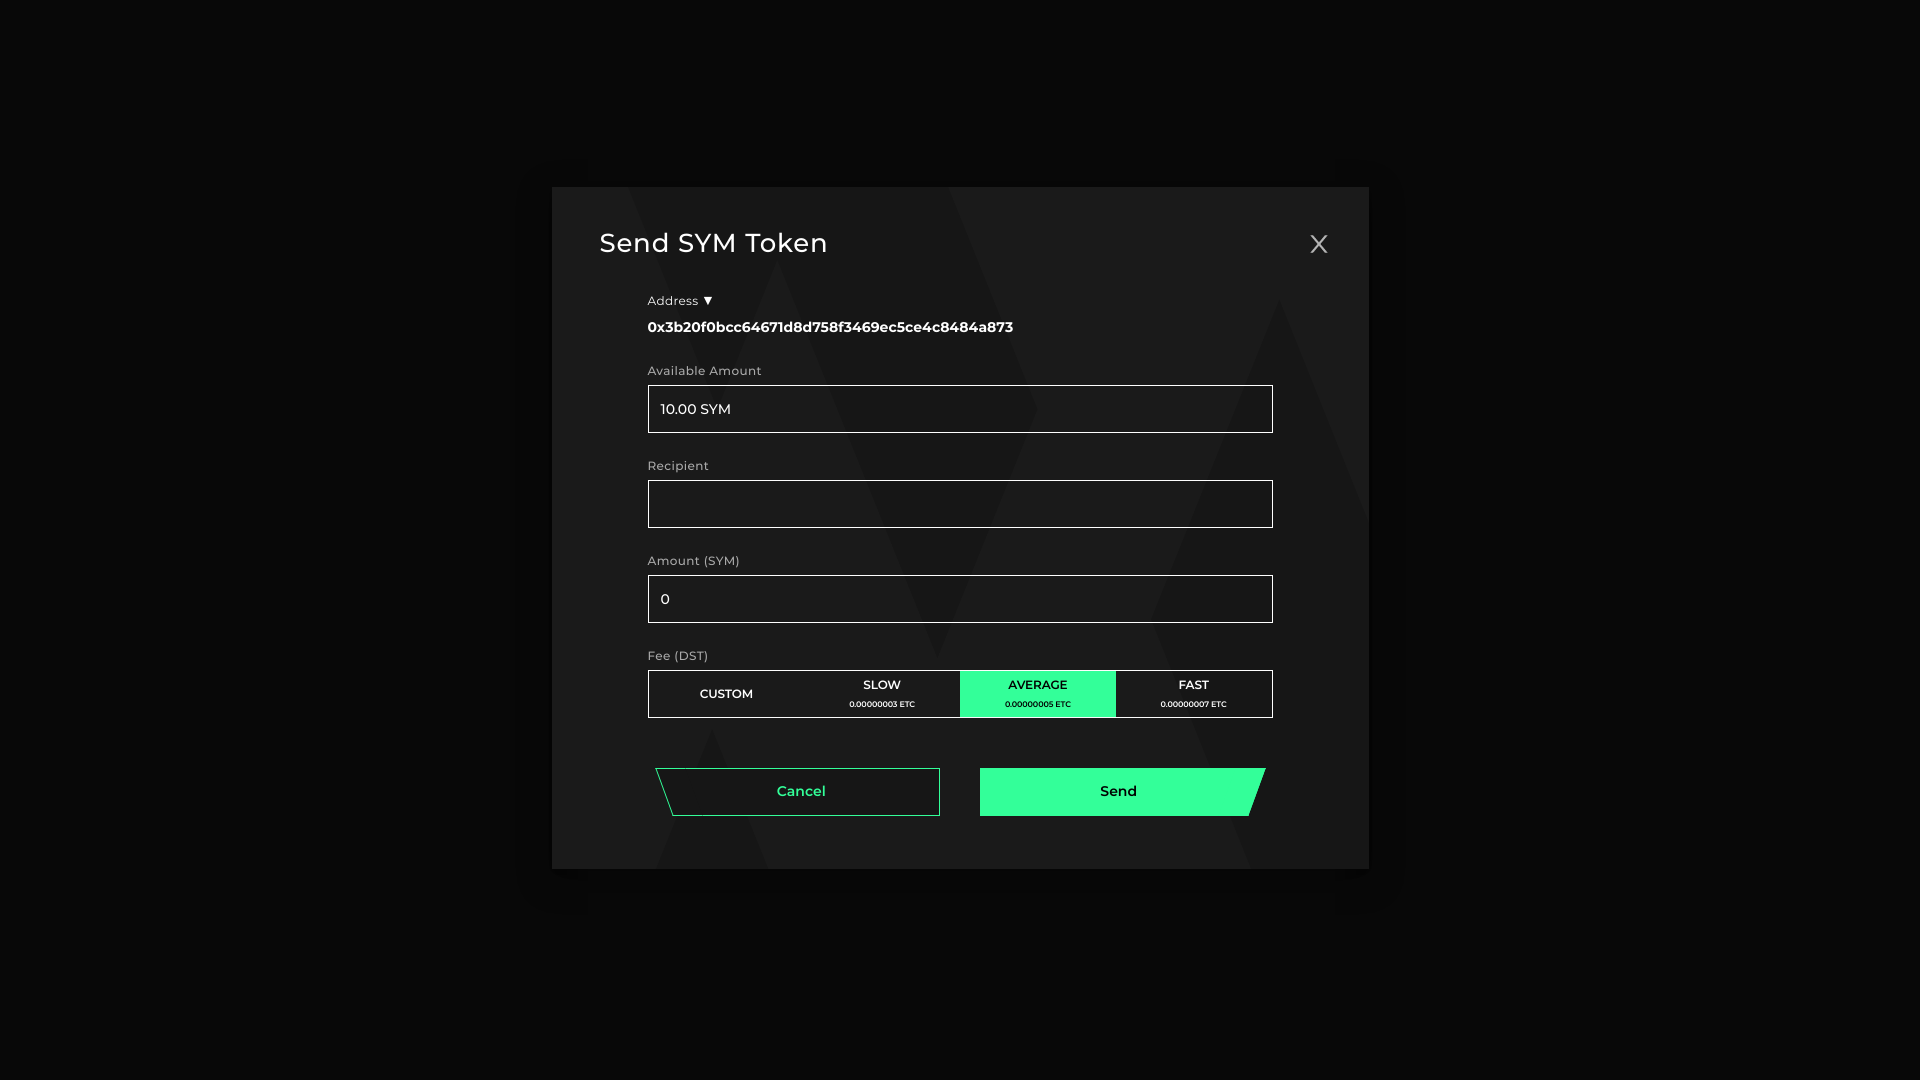 Send SYM Token
X
Address ▼
0x3b20f0bcc64671d8d758f3469ec5ce4c8484a873
Available Amount
10.00 SYM
Recipient
Amount (SYM)
0
Fee (DST)
CUSTOM
SLOW
0.00000003 ETC
AVERAGE
0.00000005 ETC
FAST
0.00000007 ETC
Cancel
Send